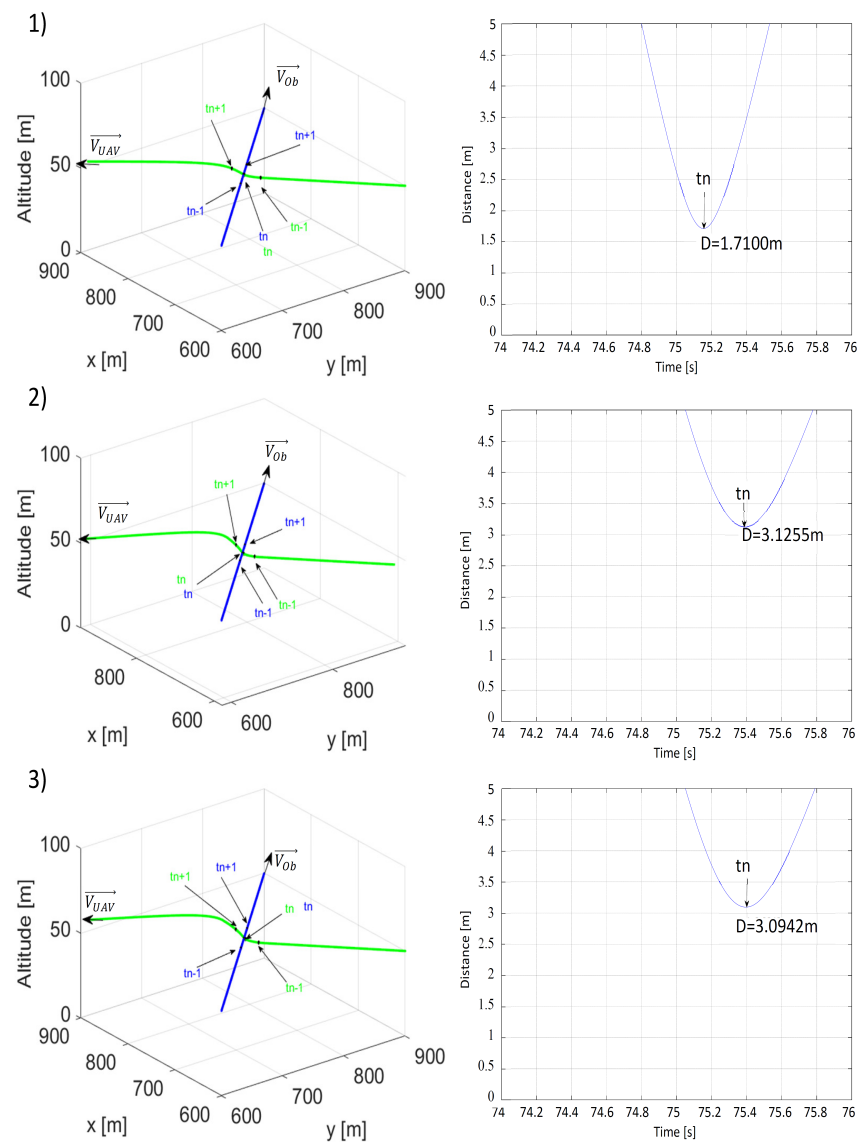 1)
Altitude [m]
100
50
0
900
800
700
600
x [m]
600
700
800
900
y [m]
V_UAV
V_Ob
tn+1
tn+1
tn-1
tn-1
tn
tn
Distance [m]
5
4.5
4
3.5
3
2.5
2
1.5
1
0.5
0
tn
D=1.7100m
74 74.2 74.4 74.6 74.8 75 75.2 75.4 75.6 75.8 76
Time [s]
2)
Altitude [m]
100
50
0
800
600
x [m]
600
800
y [m]
V_UAV
V_Ob
tn+1
tn+1
tn
tn
tn-1
tn-1
Distance [m]
5
4.5
4
3.5
3
2.5
2
1.5
1
0.5
0
tn
D=3.1255m
74 74.2 74.4 74.6 74.8 75 75.2 75.4 75.6 75.8 76
Time [s]
3)
Altitude [m]
100
50
0
900
800
700
600
x [m]
600
700
800
900
y [m]
V_UAV
V_Ob
tn+1
tn+1
tn tn
tn-1
tn-1
Distance [m]
5
4.5
4
3.5
3
2.5
2
1.5
1
0.5
0
tn
D=3.0942m
74 74.2 74.4 74.6 74.8 75 75.2 75.4 75.6 75.8 76
Time [s]